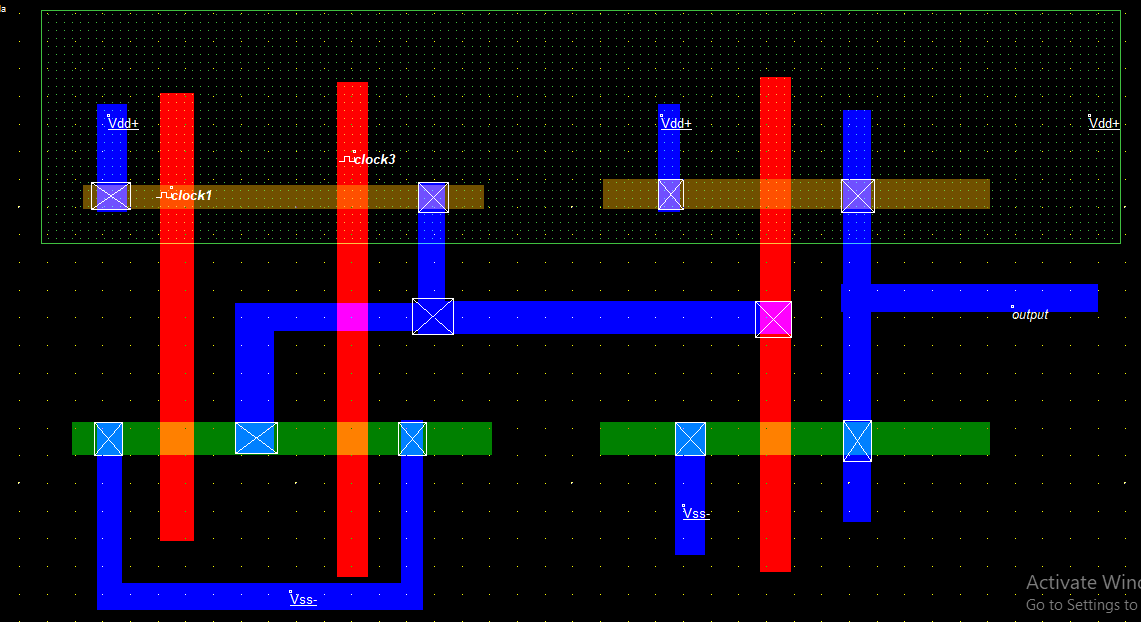 Vdd+
Vdd+
Vdd+
clock3
clock1
output
Vss-
Vss-
Activate Win
Go to Settings to